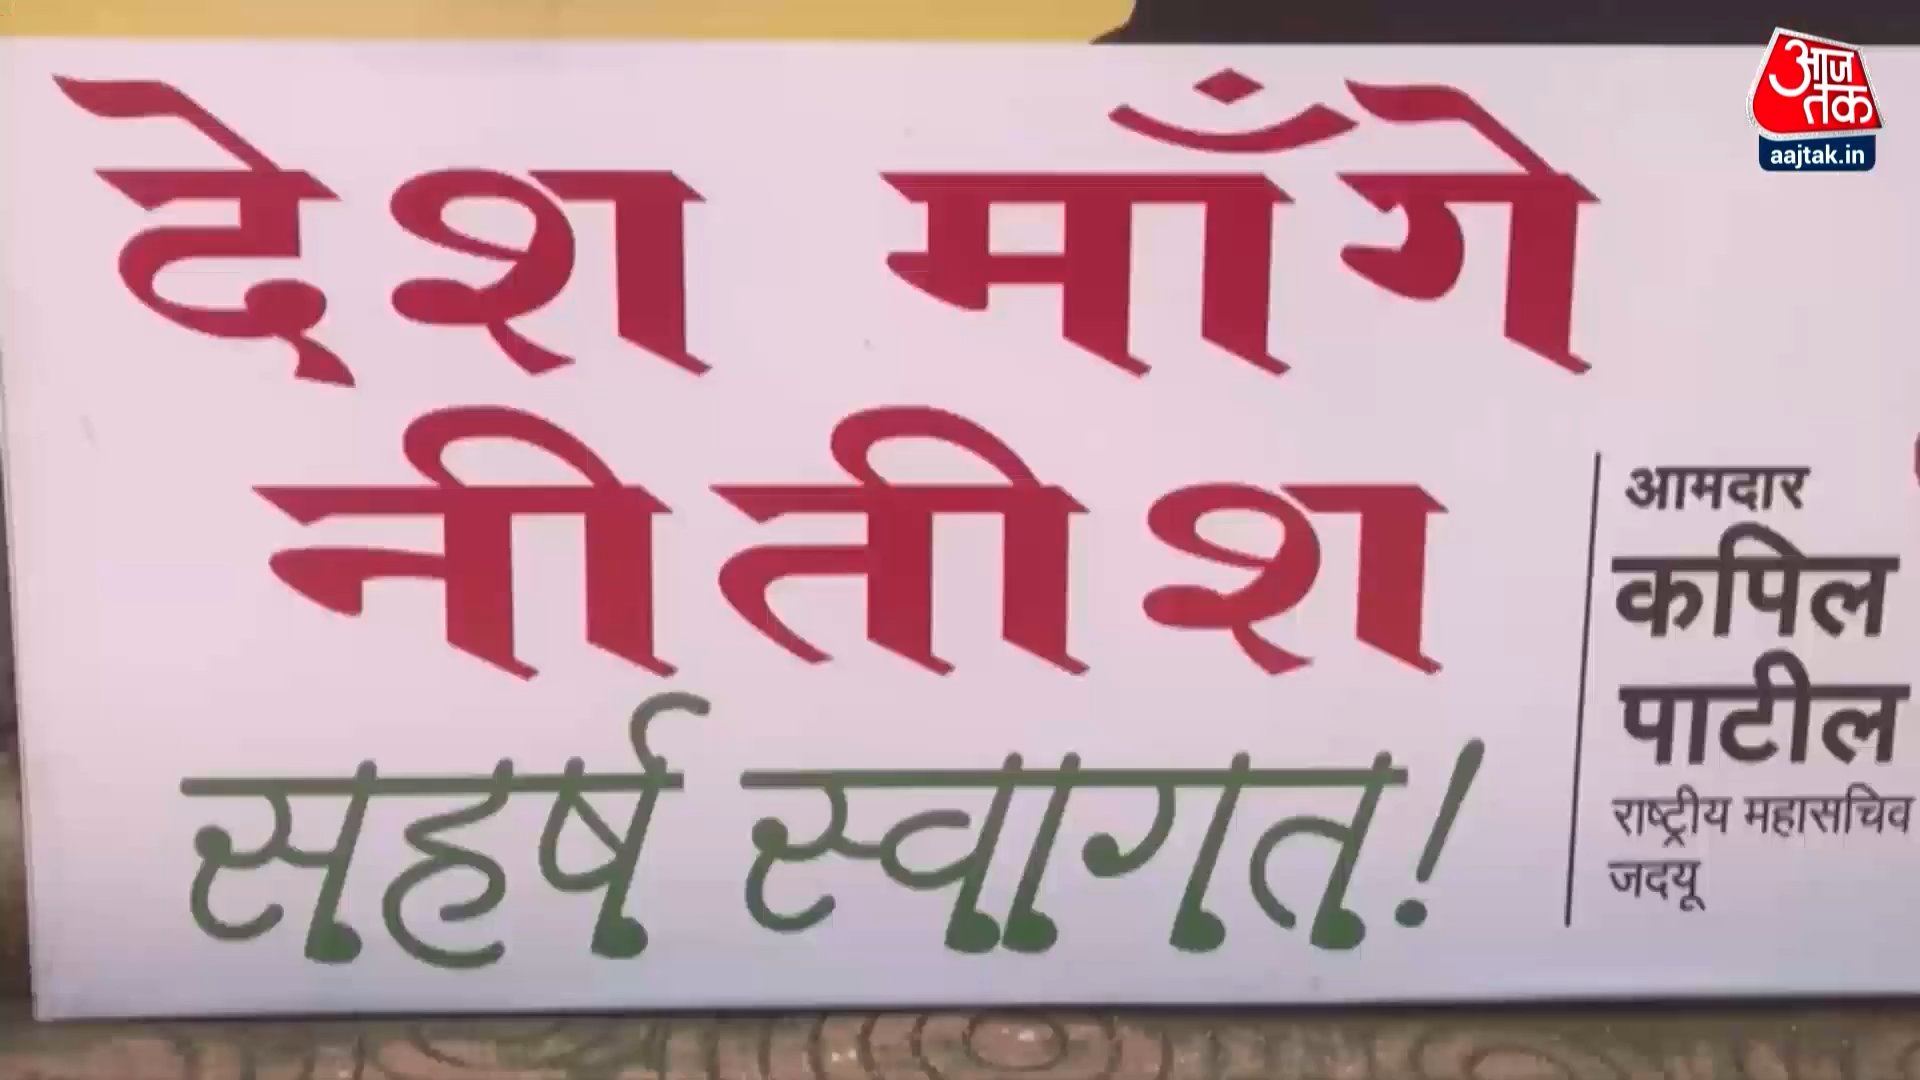 आज
तक
aajtak.in
देश माँगे
नीतीश
सहर्ष स्वागत!
आमदार
कपिल
पाटील
राष्ट्रीय महासचिव
जदयू